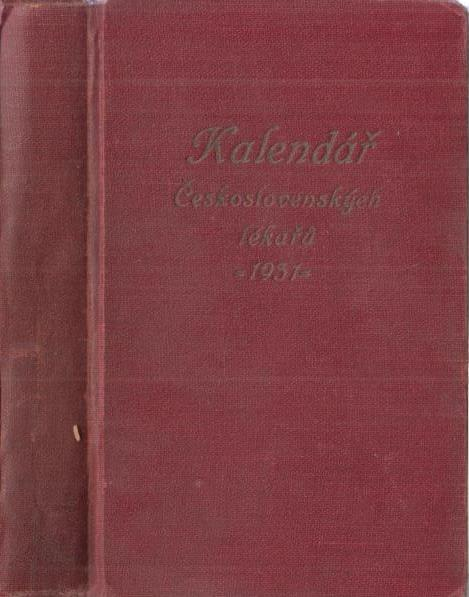 Kalendář
Československých
lékařů
=1931=